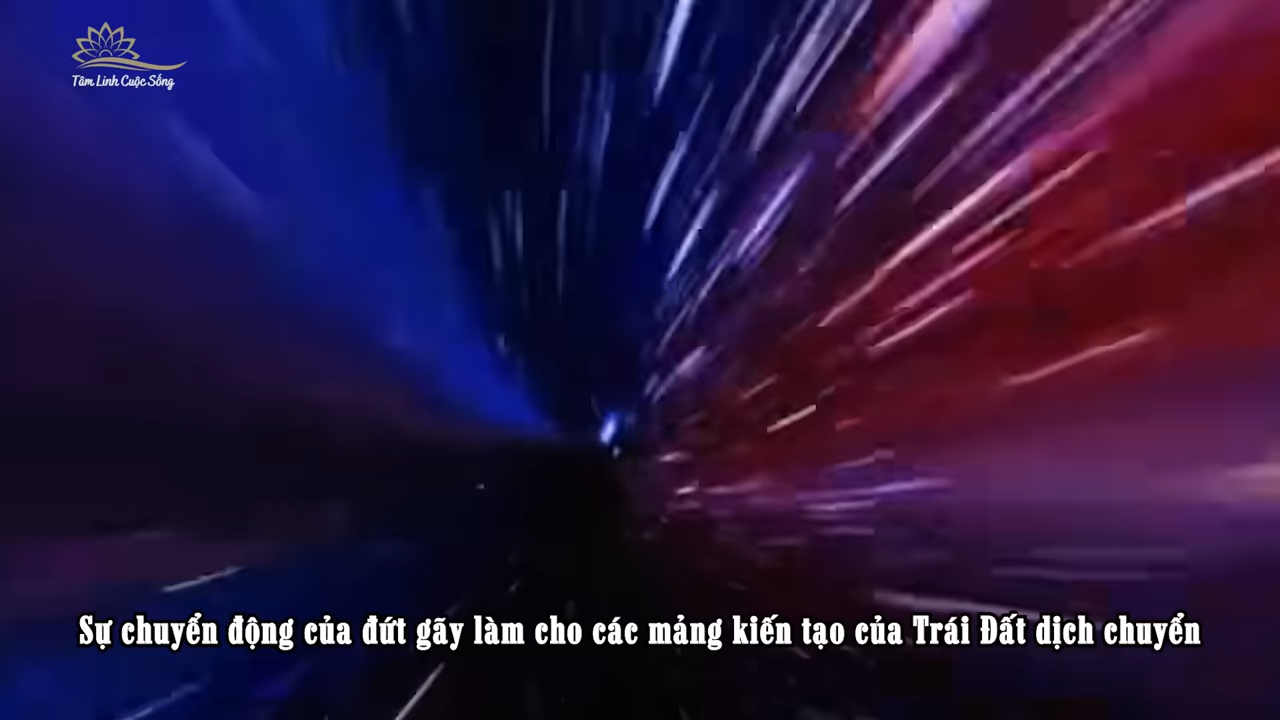 Tâm Linh Cuộc Sống
Sự chuyển động của đứt gãy làm cho các mảng kiến tạo của Trái Đất dịch chuyển